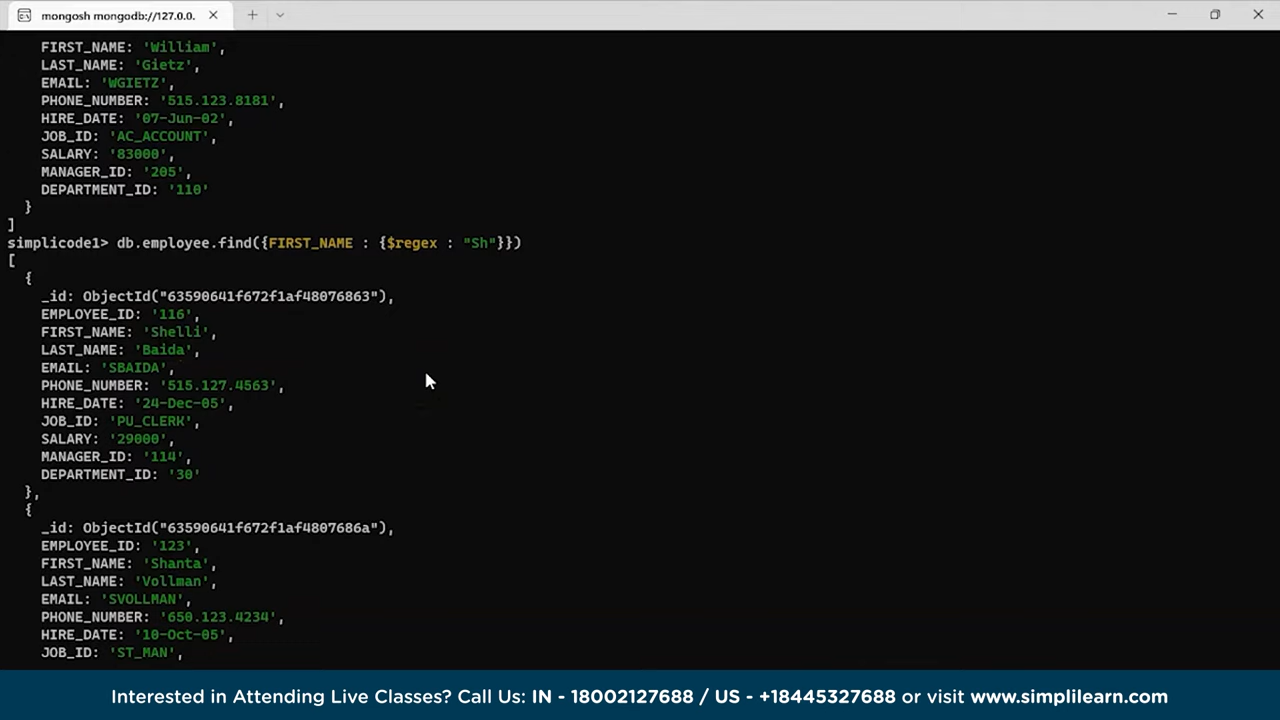 mongosh mongodb://127.0.0.
FIRST_NAME: 'William',
LAST_NAME: 'Gietz',
EMAIL: 'WGIETZ',
PHONE_NUMBER: '515.123.8181',
HIRE_DATE: '07-Jun-02',
JOB_ID: 'AC_ACCOUNT',
SALARY: '83000',
MANAGER_ID: '205',
DEPARTMENT_ID: '110'
}
]
simplicode1> db.employee.find({FIRST_NAME : {$regex : "Sh"}})
[
{
_id: ObjectId("63590641f672f1af48076863"),
EMPLOYEE_ID: '116',
FIRST_NAME: 'Shelli',
LAST_NAME: 'Baida',
EMAIL: 'SBAIDA',
PHONE_NUMBER: '515.127.4563',
HIRE_DATE: '24-Dec-05',
JOB_ID: 'PU_CLERK',
SALARY: '29000',
MANAGER_ID: '114',
DEPARTMENT_ID: '30'
},
{
_id: ObjectId("63590641f672f1af4807686a"),
EMPLOYEE_ID: '123',
FIRST_NAME: 'Shanta',
LAST_NAME: 'Vollman',
EMAIL: 'SVOLLMAN',
PHONE_NUMBER: '650.123.4234',
HIRE_DATE: '10-Oct-05',
JOB_ID: 'ST_MAN',
Interested in Attending Live Classes? Call Us: IN - 18002127688 / US - +18445327688 or visit www.simplilearn.com